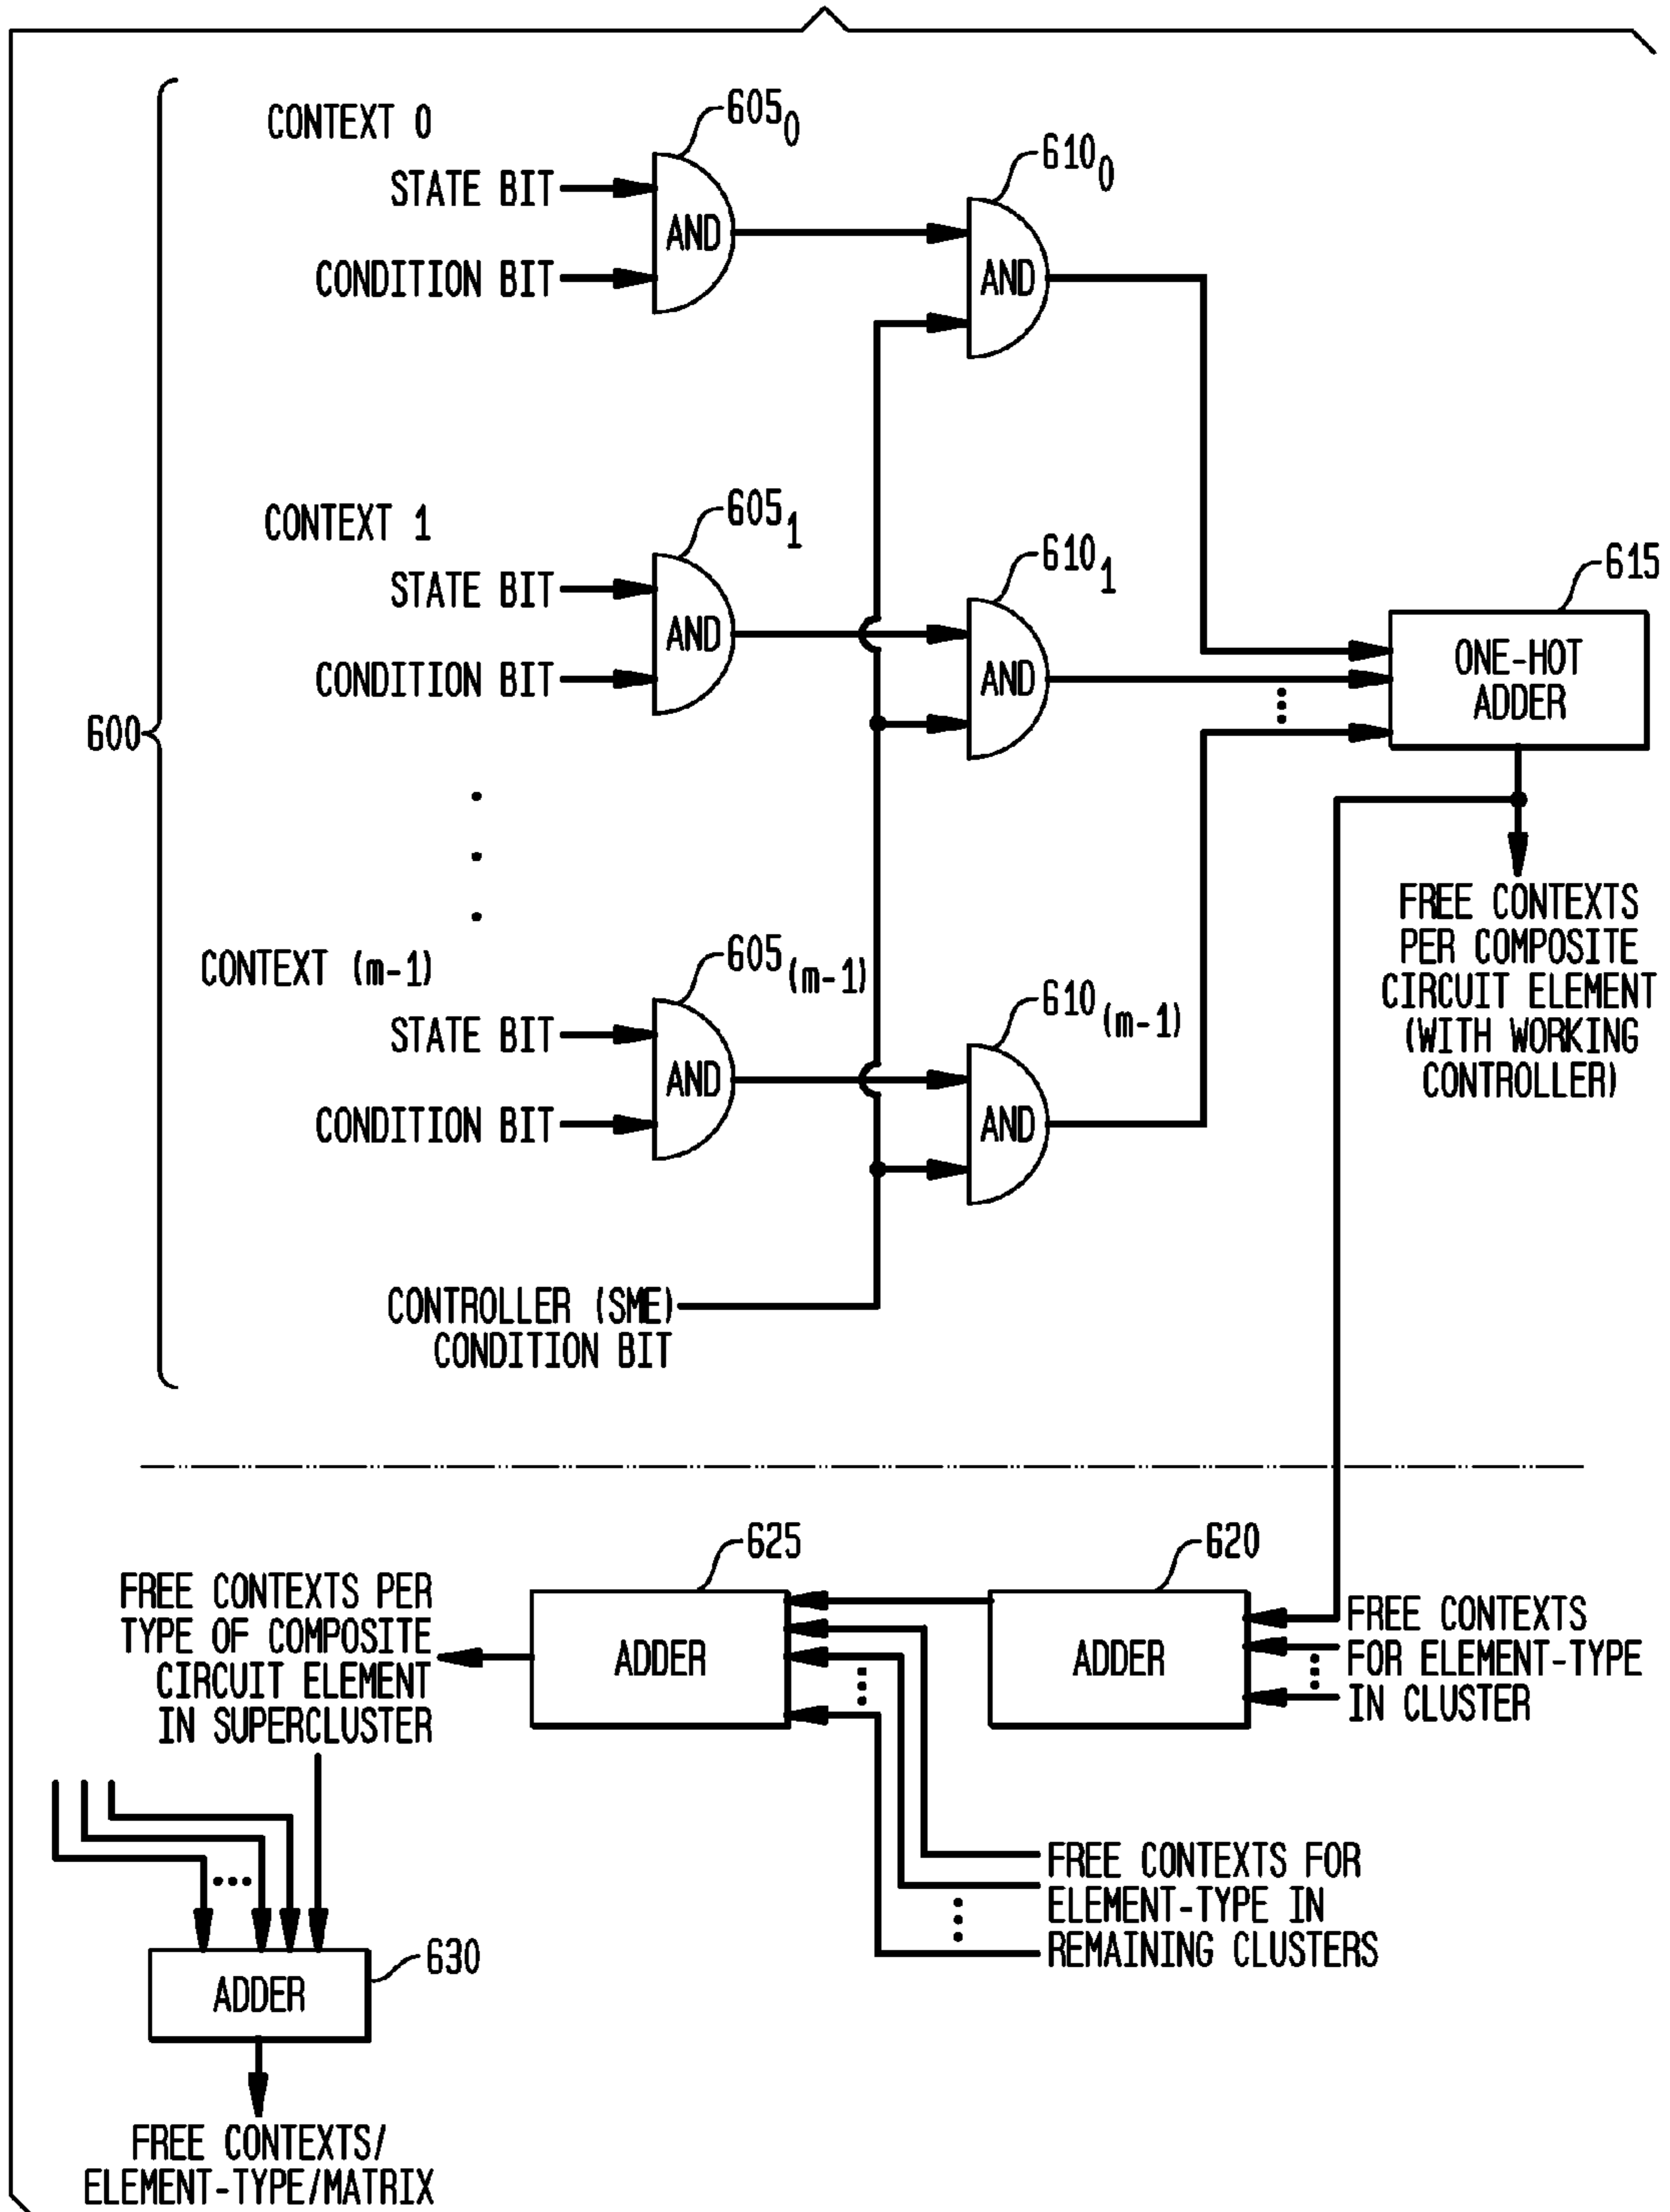 CONTEXT 0
605₀
STATE BIT
CONDITION BIT
AND
610₀
AND
CONTEXT 1
605₁
STATE BIT
CONDITION BIT
AND
610₁
AND
615
ONE-HOT
ADDER
600
CONTEXT (m-1)
605(m-1)
STATE BIT
CONDITION BIT
AND
610(m-1)
AND
FREE CONTEXTS
PER COMPOSITE
CIRCUIT ELEMENT
(WITH WORKING
CONTROLLER)
CONTROLLER (SME)
CONDITION BIT
FREE CONTEXTS PER
TYPE OF COMPOSITE
CIRCUIT ELEMENT
IN SUPERCLUSTER
625
ADDER
620
ADDER
FREE CONTEXTS
FOR ELEMENT-TYPE
IN CLUSTER
FREE CONTEXTS FOR
ELEMENT-TYPE IN
REMAINING CLUSTERS
ADDER
630
FREE CONTEXTS/
ELEMENT-TYPE/MATRIX